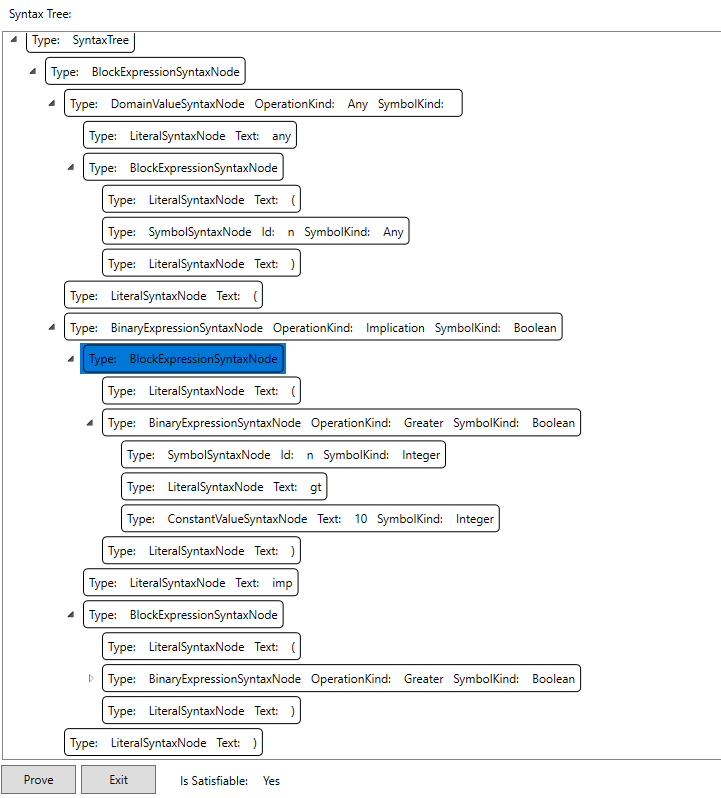 Syntax Tree:
Type: SyntaxTree
Type: BlockExpressionSyntaxNode
Type: DomainValueSyntaxNode OperationKind: Any SymbolKind:
Type: LiteralSyntaxNode Text: any
Type: BlockExpressionSyntaxNode
Type: LiteralSyntaxNode Text: (
Type: SymbolSyntaxNode Id: n SymbolKind: Any
Type: LiteralSyntaxNode Text: )
Type: LiteralSyntaxNode Text: (
Type: BinaryExpressionSyntaxNode OperationKind: Implication SymbolKind: Boolean
Type: BlockExpressionSyntaxNode
Type: LiteralSyntaxNode Text: (
Type: BinaryExpressionSyntaxNode OperationKind: Greater SymbolKind: Boolean
Type: SymbolSyntaxNode Id: n SymbolKind: Integer
Type: LiteralSyntaxNode Text: gt
Type: ConstantValueSyntaxNode Text: 10 SymbolKind: Integer
Type: LiteralSyntaxNode Text: )
Type: LiteralSyntaxNode Text: imp
Type: BlockExpressionSyntaxNode
Type: LiteralSyntaxNode Text: (
Type: BinaryExpressionSyntaxNode OperationKind: Greater SymbolKind: Boolean
Type: LiteralSyntaxNode Text: )
Type: LiteralSyntaxNode Text: )
Prove Exit Is Satisfiable: Yes